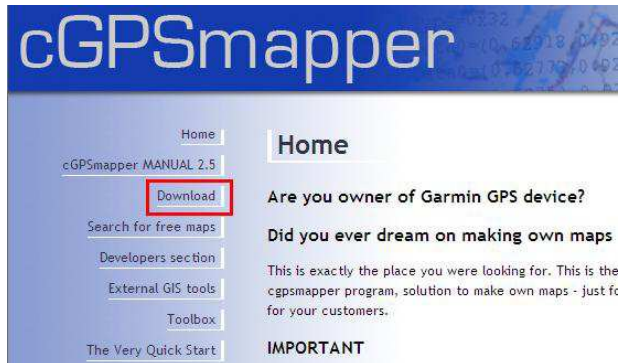 cGPSmapper
Home
cGPSmapper MANUAL 2.5
Download
Search for free maps
Developers section
External GIS tools
Toolbox
The Very Quick Start
Home
Are you owner of Garmin GPS device?
Did you ever dream on making own maps
This is exactly the place you were looking for. This is the
cgpsmapper program, solution to make own maps - just
for your customers.
IMPORTANT